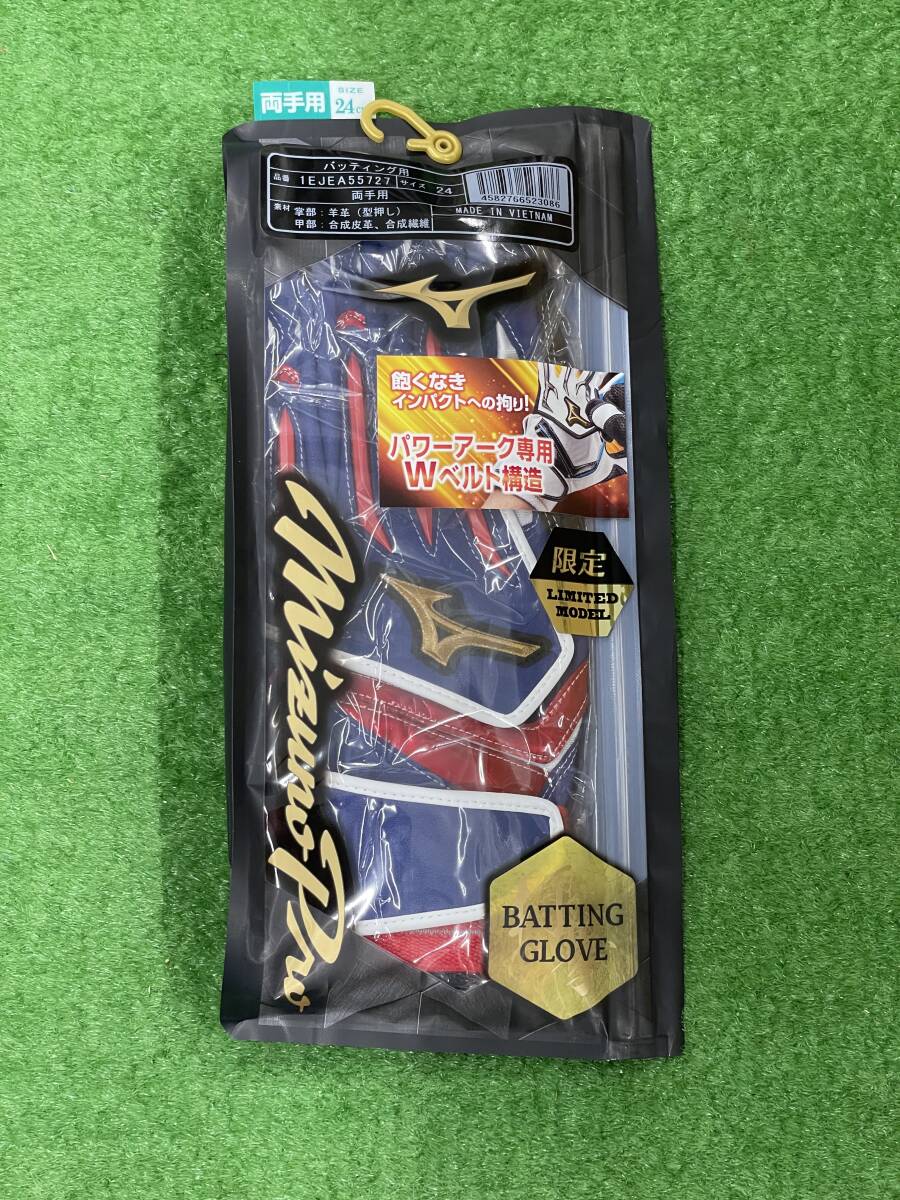 両手用
SIZE
24
バッティング用
品番 1EJEA55727 サイズ 24
両手用
素材 掌部：羊革（型押し）
甲部：合成皮革、合成繊維
4582766523086
MADE IN VIETNAM
飽くなき
インパクトへの拘り！
パワーアーク専用
Wベルト構造
限定
LIMITED
MODEL
Mizuno Pro
BATTING
GLOVE